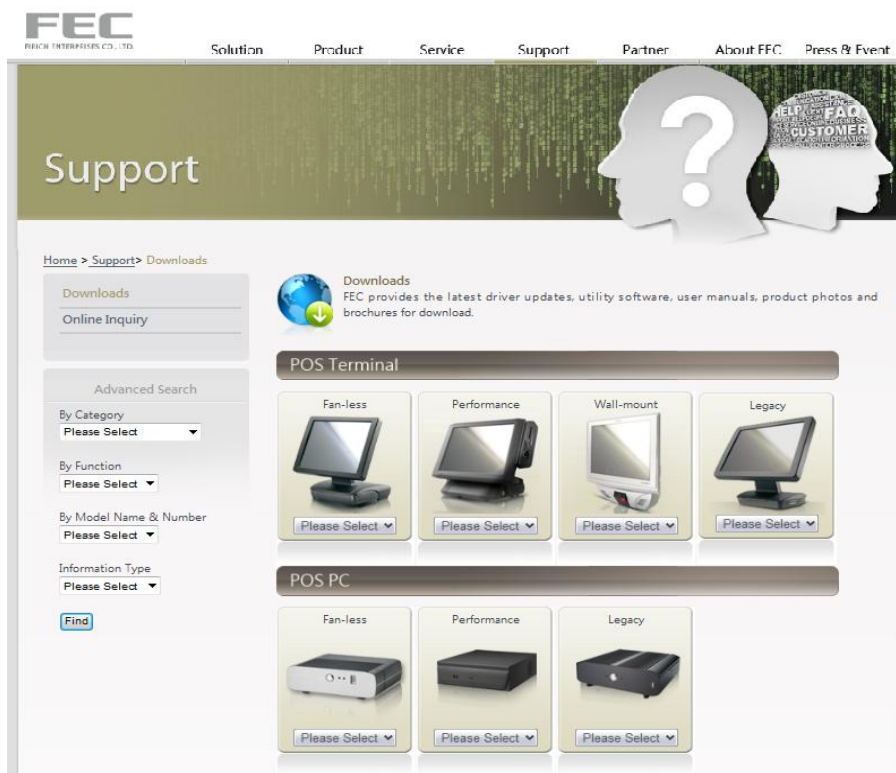 FEC
FIRICH ENTERPRISES CO., LTD.
Solution Product Service Support Partner About FEC Press & Event
Support
?
HELP
FAQ
CUSTOMER
Home > Support> Downloads
Downloads
Online Inquiry
Advanced Search
By Category
Please Select
By Function
Please Select
By Model Name & Number
Please Select
Information Type
Please Select
Find
Downloads
FEC provides the latest driver updates, utility software, user manuals, product photos and
brochures for download.
POS Terminal
Fan-less Performance Wall-mount Legacy
Please Select Please Select Please Select Please Select
POS PC
Fan-less Performance Legacy
Please Select Please Select Please Select